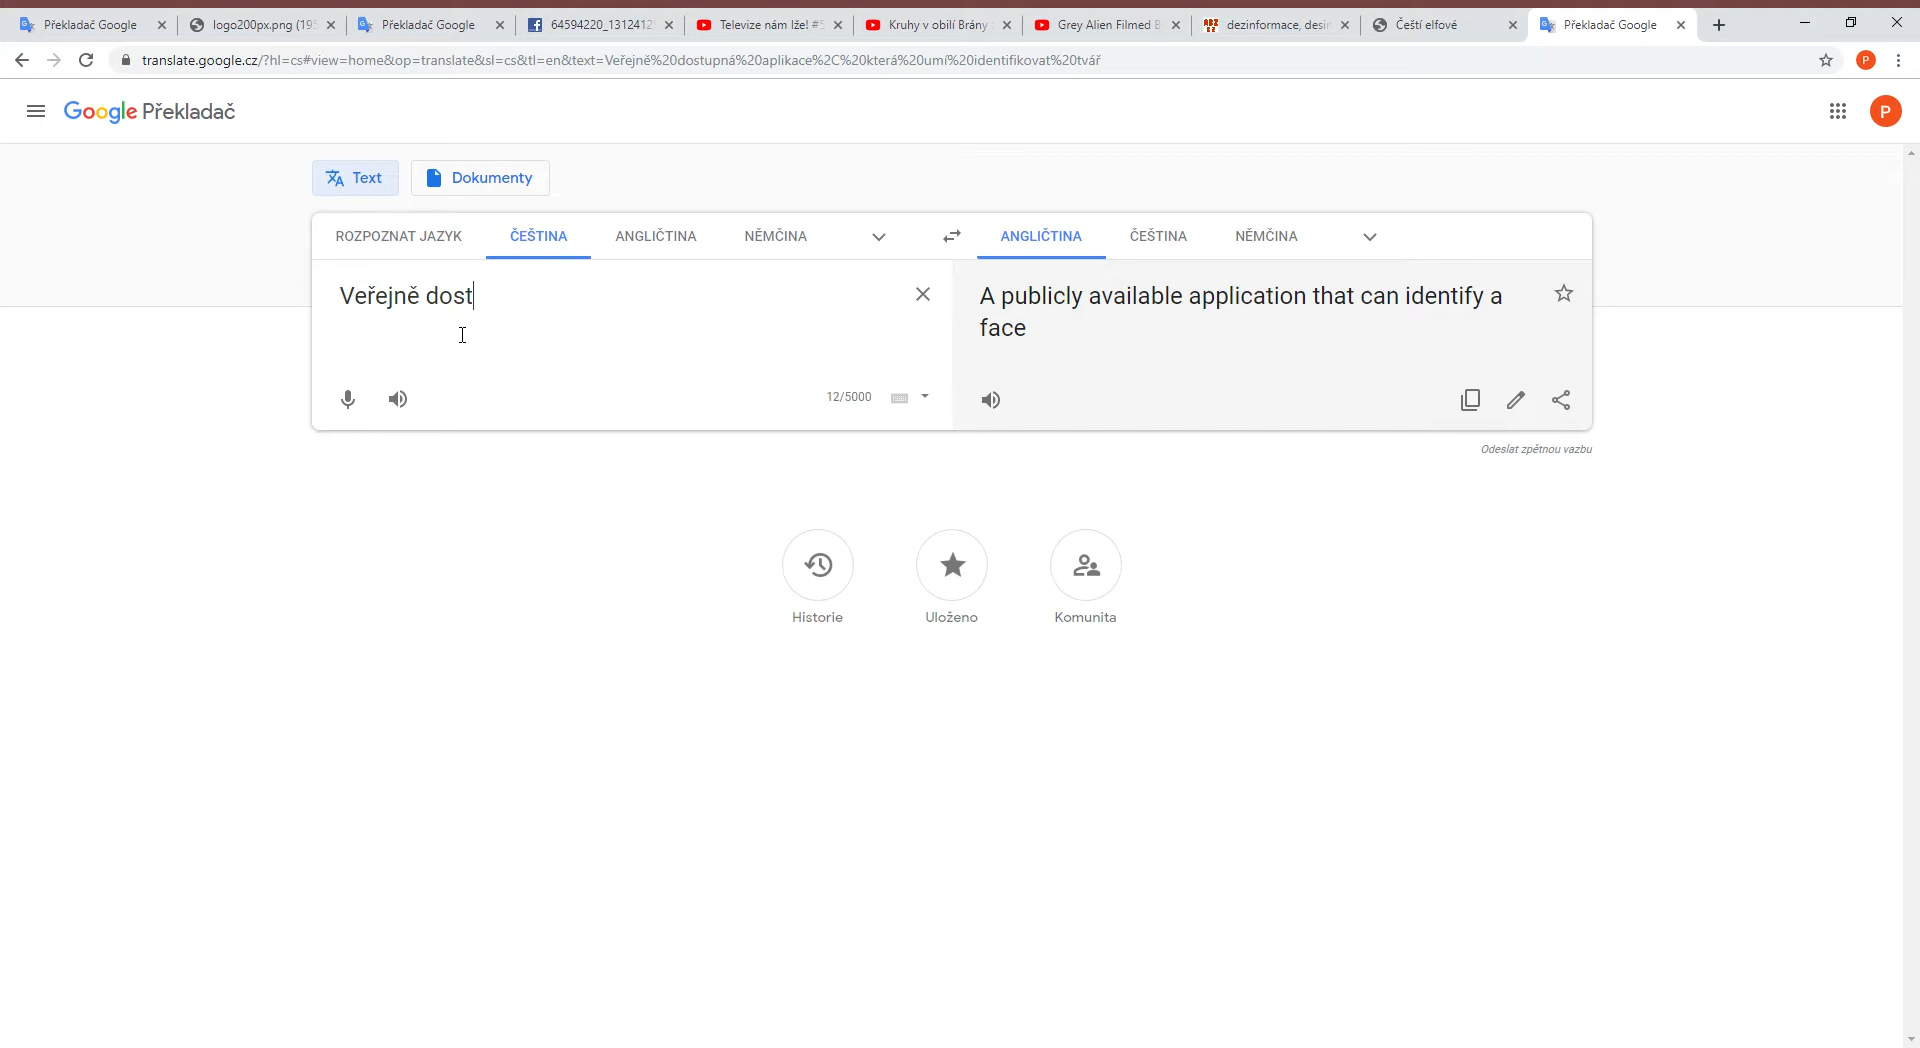 Překladač Google
logo200px.png (195
Překladač Google
64594220_1312412
Televize nám lže! #5
Kruhy v obilí Brány
Grey Alien Filmed B
dezinformace, desin
Čeští elfové
Překladač Google
translate.google.cz/?hl=cs#view=home&op=translate&sl=cs&tl=en&text=Veřejně%20dostupná%20aplikace%2C%20která%20umí%20identifikovat%20tvář
P
Google Překladač
P
Text
Dokumenty
ROZPOZNAT JAZYK
ČEŠTINA
ANGLIČTINA
NĚMČINA
ANGLIČTINA
ČEŠTINA
NĚMČINA
Veřejně dost
A publicly available application that can identify a
face
12/5000
Odeslat zpětnou vazbu
Historie
Uloženo
Komunita